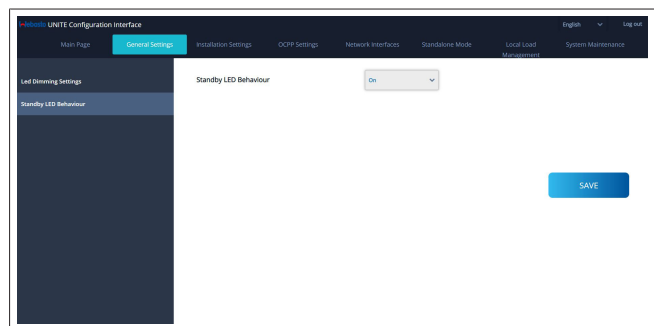 Webasto UNITE Configuration Interface
English
Log out
Main Page
General Settings
Installation Settings
OCPP Settings
Network Interfaces
Standalone Mode
Local Load Management
System Maintenance
Led Dimming Settings
Standby LED Behaviour
Standby LED Behaviour
On
SAVE